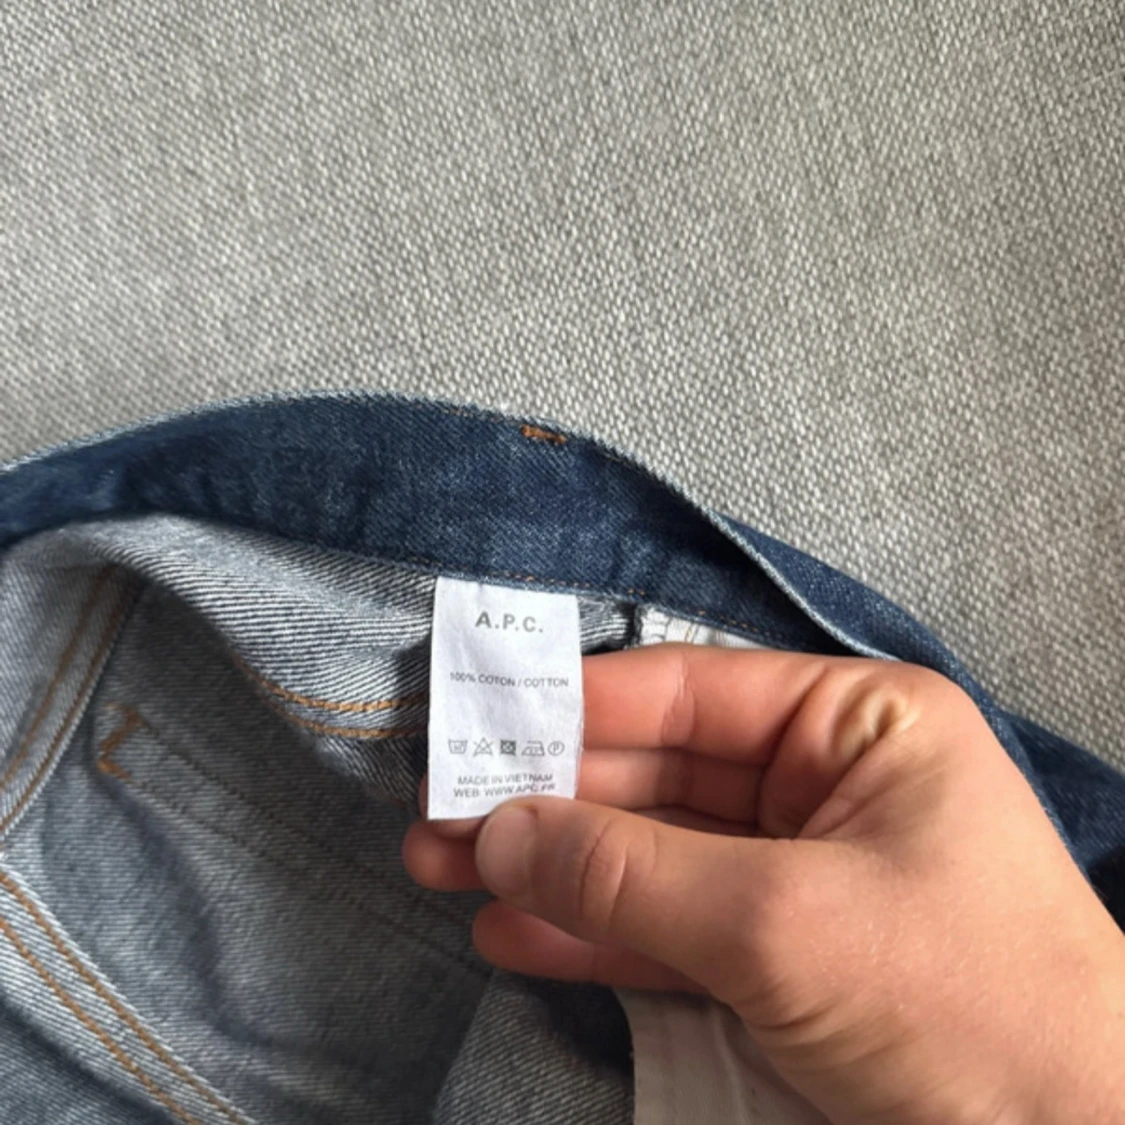 A.P.C.
100% COTON / COTTON
P
MADE IN VIETNAM
WEB: WWW.APC.FR